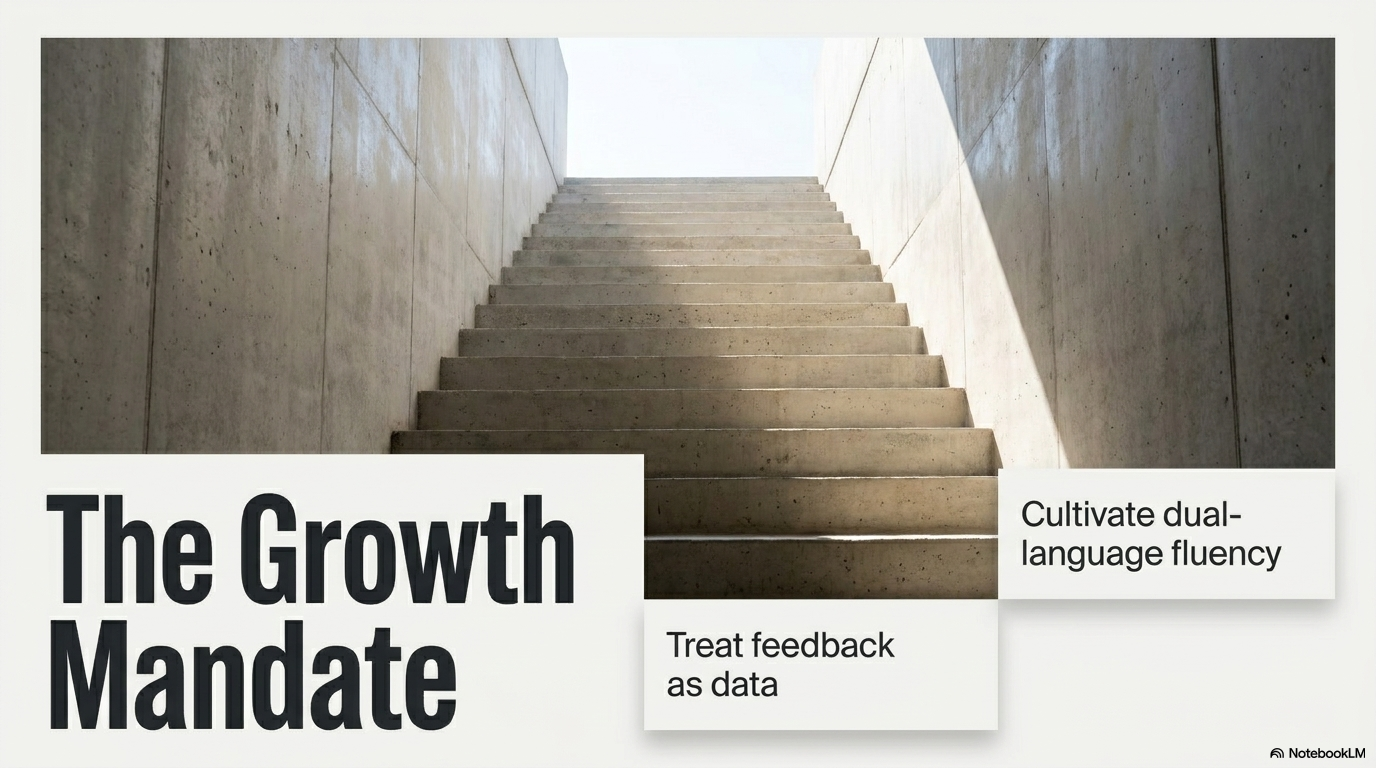 The Growth
Mandate
Treat feedback
as data
Cultivate dual-
language fluency
NotebookLM